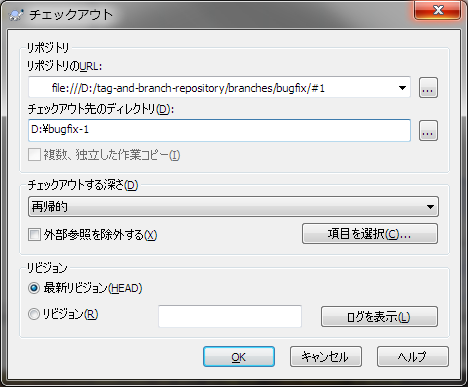 チェックアウト
リポジトリ
リポジトリのURL:
file:///D:/tag-and-branch-repository/branches/bugfix/#1
...
チェックアウト先のディレクトリ(D):
D:¥bugfix-1
...
複数、独立した作業コピー(I)
チェックアウトする深さ(D)
再帰的
外部参照を除外する(X)
項目を選択(C)...
リビジョン
最新リビジョン(HEAD)
リビジョン(R)
ログを表示(L)
OK
キャンセル
ヘルプ